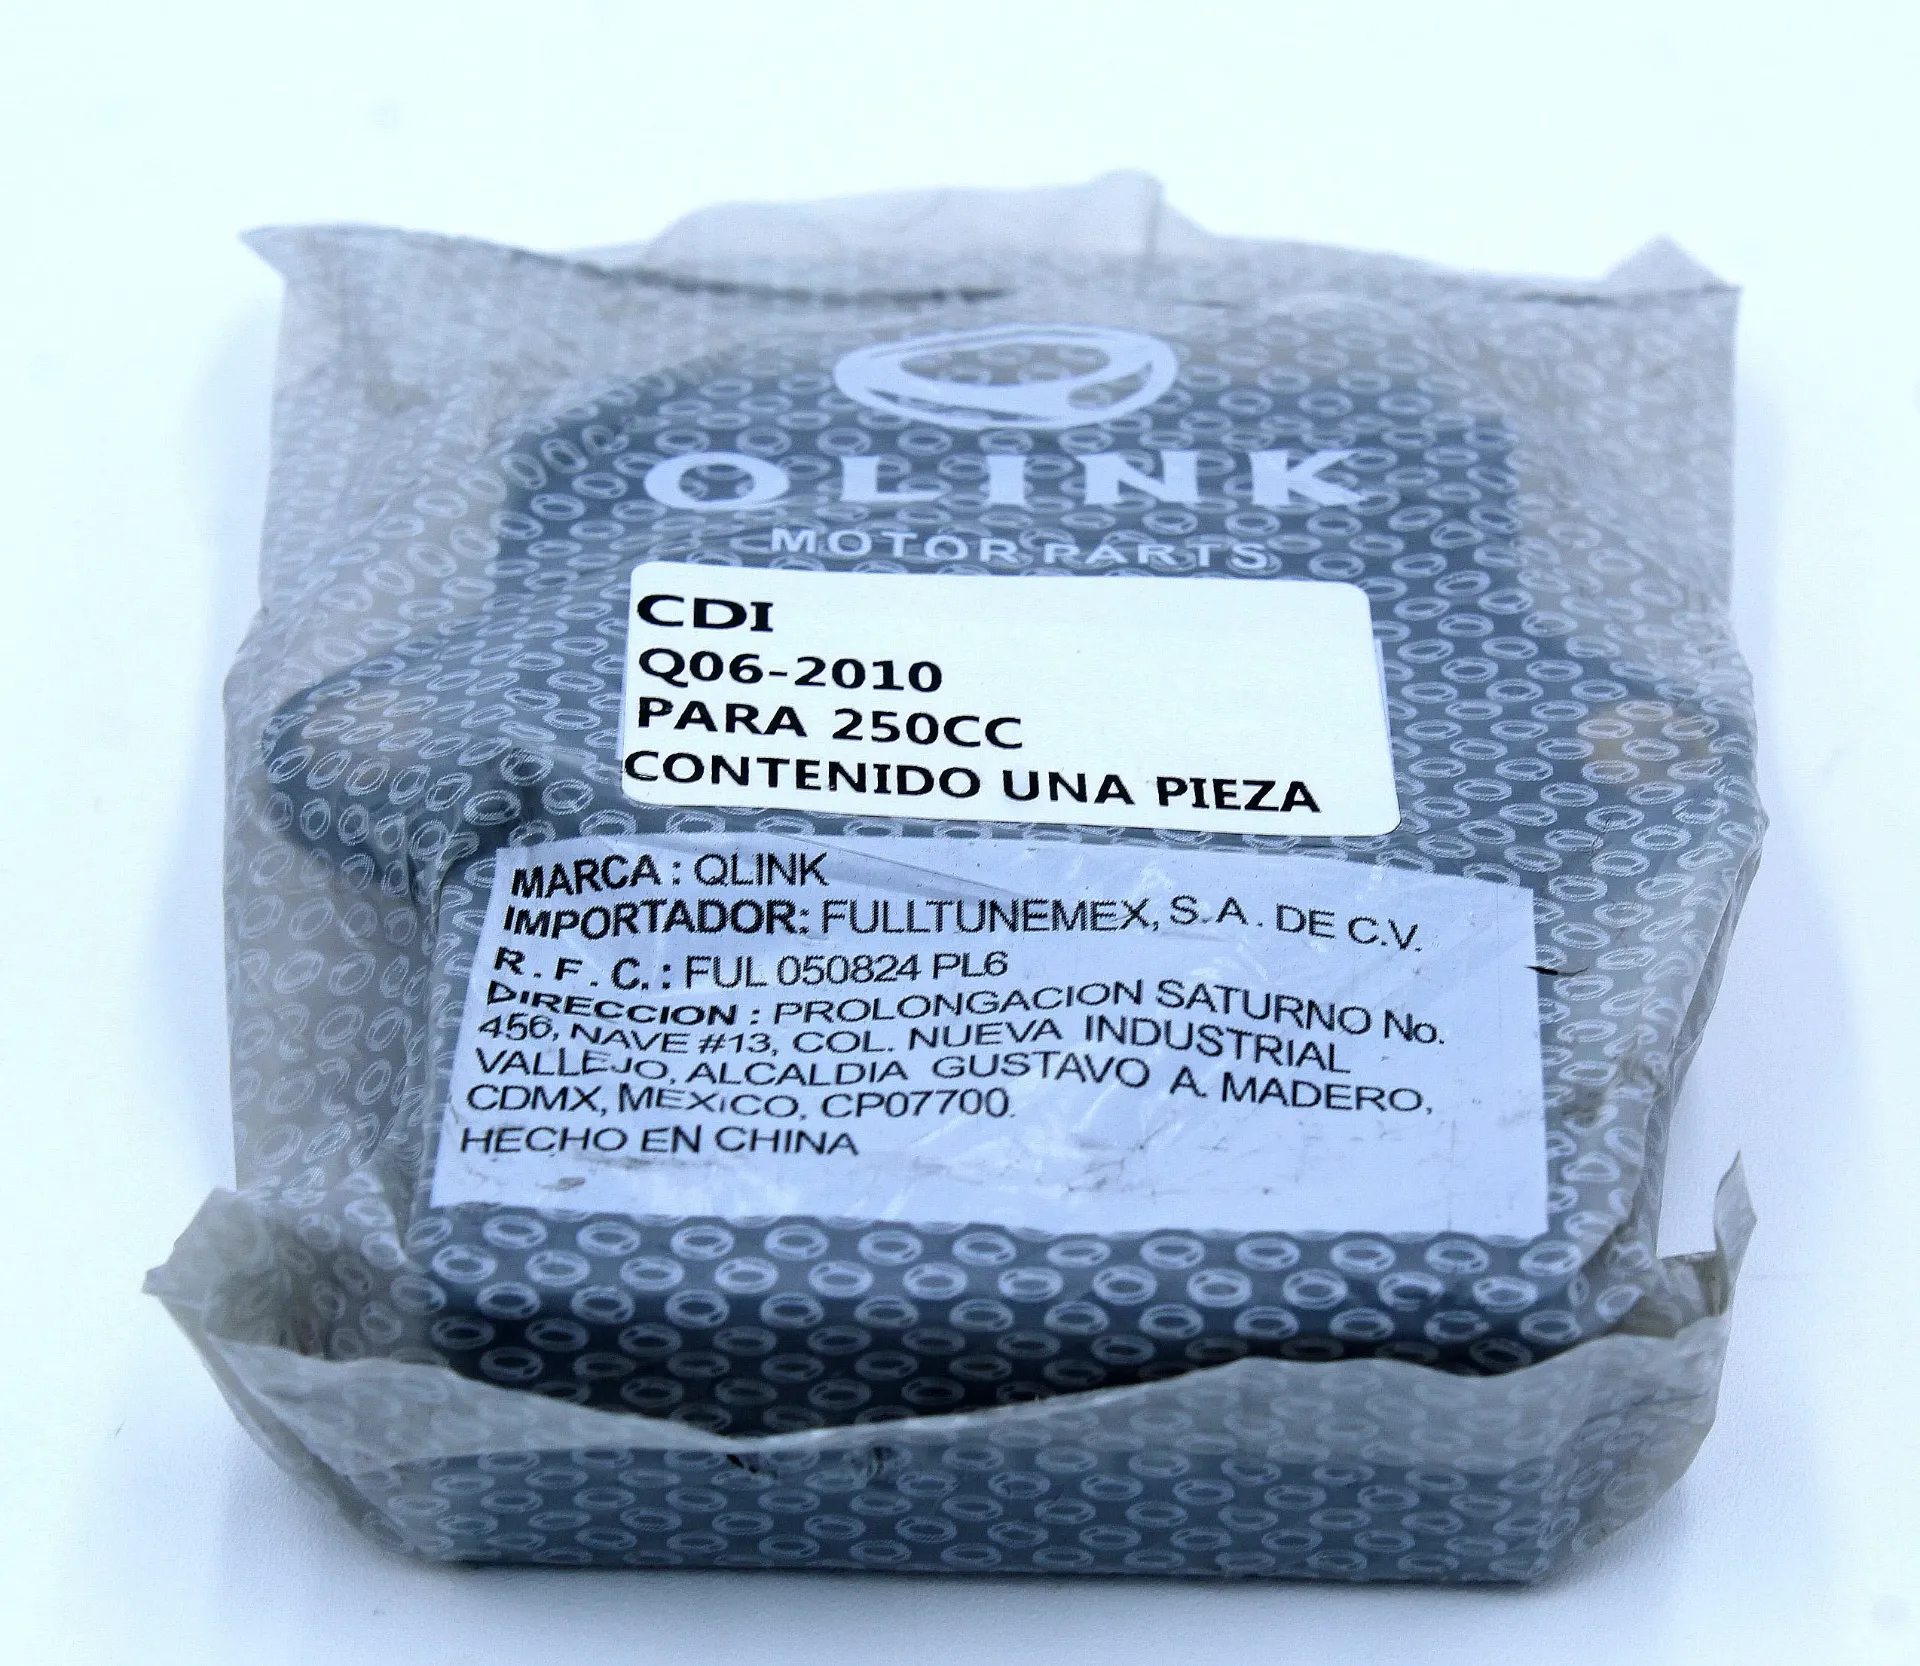 QLINK
MOTOR PARTS
CDI
Q06-2010
PARA 250CC
CONTENIDO UNA PIEZA
MARCA : QLINK
IMPORTADOR: FULLTUNEMEX, S.A. DE C.V.
R.F.C.: FUL 050824 PL6
DIRECCION : PROLONGACION SATURNO No.
456, NAVE #13, COL. NUEVA INDUSTRIAL
VALLEJO, ALCALDIA GUSTAVO A. MADERO,
CDMX, MEXICO, CP07700.
HECHO EN CHINA